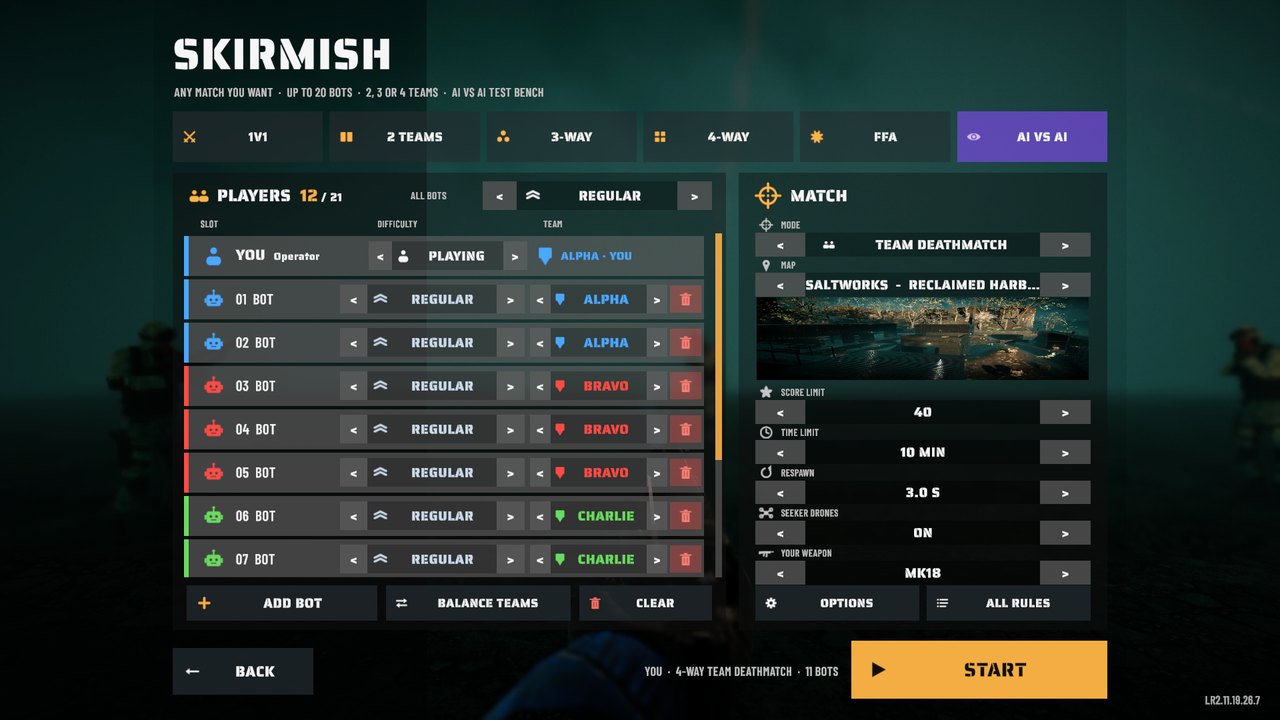 SKIRMISH
ANY MATCH YOU WANT · UP TO 20 BOTS · 2, 3 OR 4 TEAMS · AI VS AI TEST BENCH
1V1
2 TEAMS
3-WAY
4-WAY
FFA
AI VS AI
PLAYERS 12 / 21
ALL BOTS
< REGULAR >
SLOT DIFFICULTY TEAM
YOU Operator < PLAYING > ALPHA · YOU
01 BOT < REGULAR > < ALPHA >
02 BOT < REGULAR > < ALPHA >
03 BOT < REGULAR > < BRAVO >
04 BOT < REGULAR > < BRAVO >
05 BOT < REGULAR > < BRAVO >
06 BOT < REGULAR > < CHARLIE >
07 BOT < REGULAR > < CHARLIE >
ADD BOT
BALANCE TEAMS
CLEAR
MATCH
MODE
< TEAM DEATHMATCH >
MAP
< SALTWORKS - RECLAIMED HARB... >
SCORE LIMIT
< 40 >
TIME LIMIT
< 10 MIN >
RESPAWN
< 3.0 S >
SEEKER DRONES
< ON >
YOUR WEAPON
< MK18 >
OPTIONS
ALL RULES
BACK
YOU · 4-WAY TEAM DEATHMATCH · 11 BOTS
START
LR2.11.19.26.7